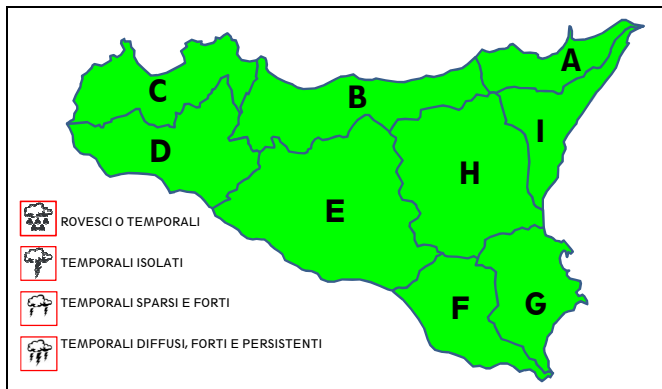 A
C
B
I
D
H
E
ROVESCI O TEMPORALI
TEMPORALI ISOLATI
F
G
TEMPORALI SPARSI E FORTI
TEMPORALI DIFFUSI, FORTI E PERSISTENTI